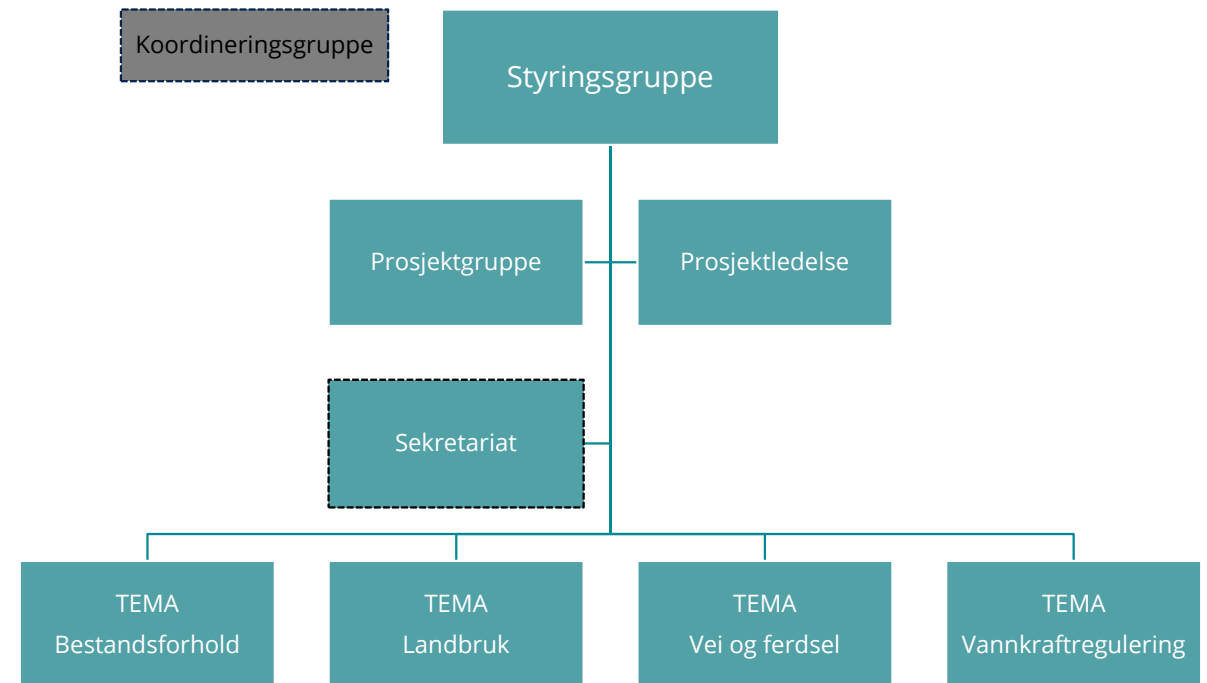 Koordineringsgruppe
Styringsgruppe
Prosjektgruppe
Prosjektledelse
Sekretariat
TEMA
Bestandsforhold
TEMA
Landbruk
TEMA
Vei og ferdsel
TEMA
Vannkraftregulering